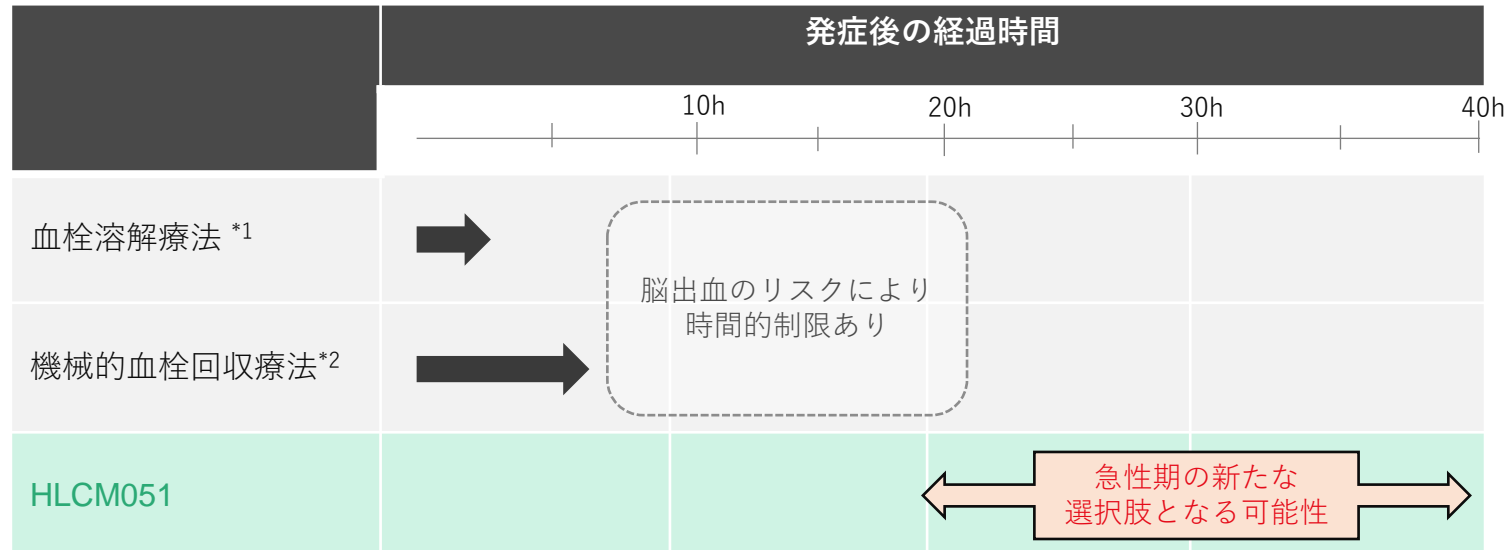 発症後の経過時間
10h
20h
30h
40h
血栓溶解療法 *1
脳出血のリスクにより
時間的制限あり
機械的血栓回収療法*2
HLCM051
急性期の新たな
選択肢となる可能性